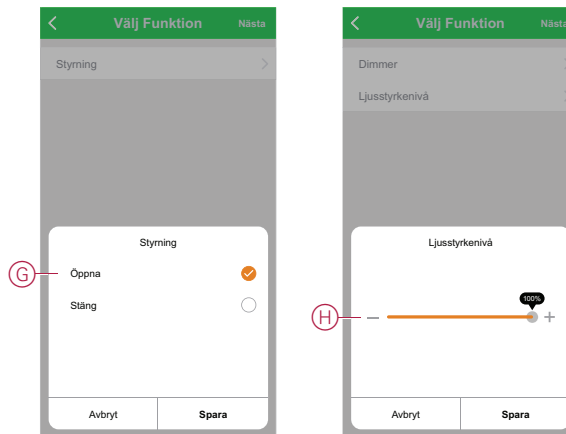 Välj Funktion Nästa
Styrning
Styrning
G
Öppna
Stäng
Avbryt Spara
Välj Funktion Nästa
Dimmer
Ljusstyrkenivå
Ljusstyrkenivå
100%
H
− +
Avbryt Spara